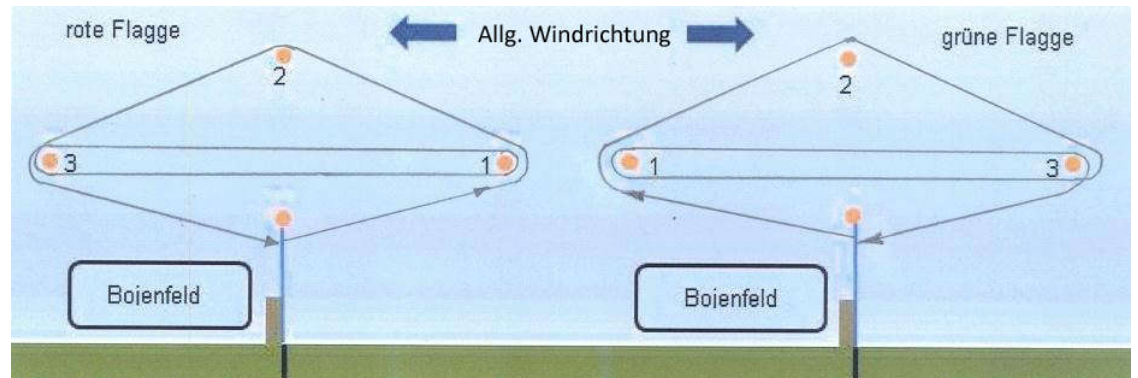 rote Flagge
Allg. Windrichtung
grüne Flagge
2
2
3
1
1
3
Bojenfeld
Bojenfeld